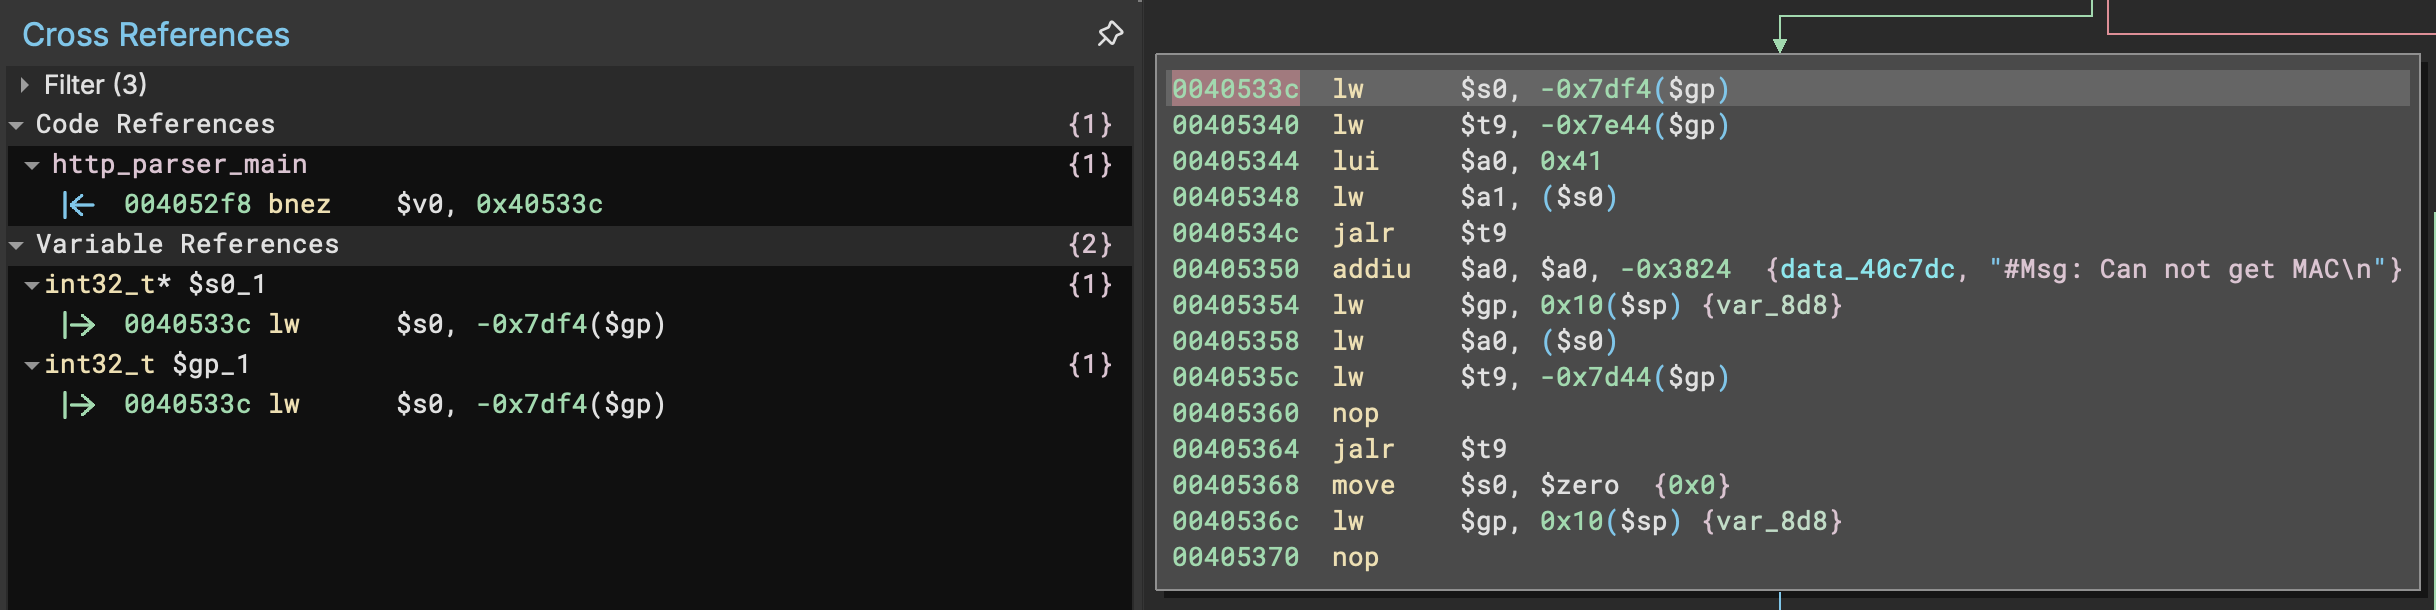 Cross References
Filter (3)
Code References {1}
http_parser_main {1}
004052f8 bnez $v0, 0x40533c
Variable References {2}
int32_t* $s0_1 {1}
0040533c lw $s0, -0x7df4($gp)
int32_t $gp_1 {1}
0040533c lw $s0, -0x7df4($gp)
0040533c lw $s0, -0x7df4($gp)
00405340 lw $t9, -0x7e44($gp)
00405344 lui $a0, 0x41
00405348 lw $a1, ($s0)
0040534c jalr $t9
00405350 addiu $a0, $a0, -0x3824 {data_40c7dc, "#Msg: Can not get MAC\n"}
00405354 lw $gp, 0x10($sp) {var_8d8}
00405358 lw $a0, ($s0)
0040535c lw $t9, -0x7d44($gp)
00405360 nop
00405364 jalr $t9
00405368 move $s0, $zero {0x0}
0040536c lw $gp, 0x10($sp) {var_8d8}
00405370 nop